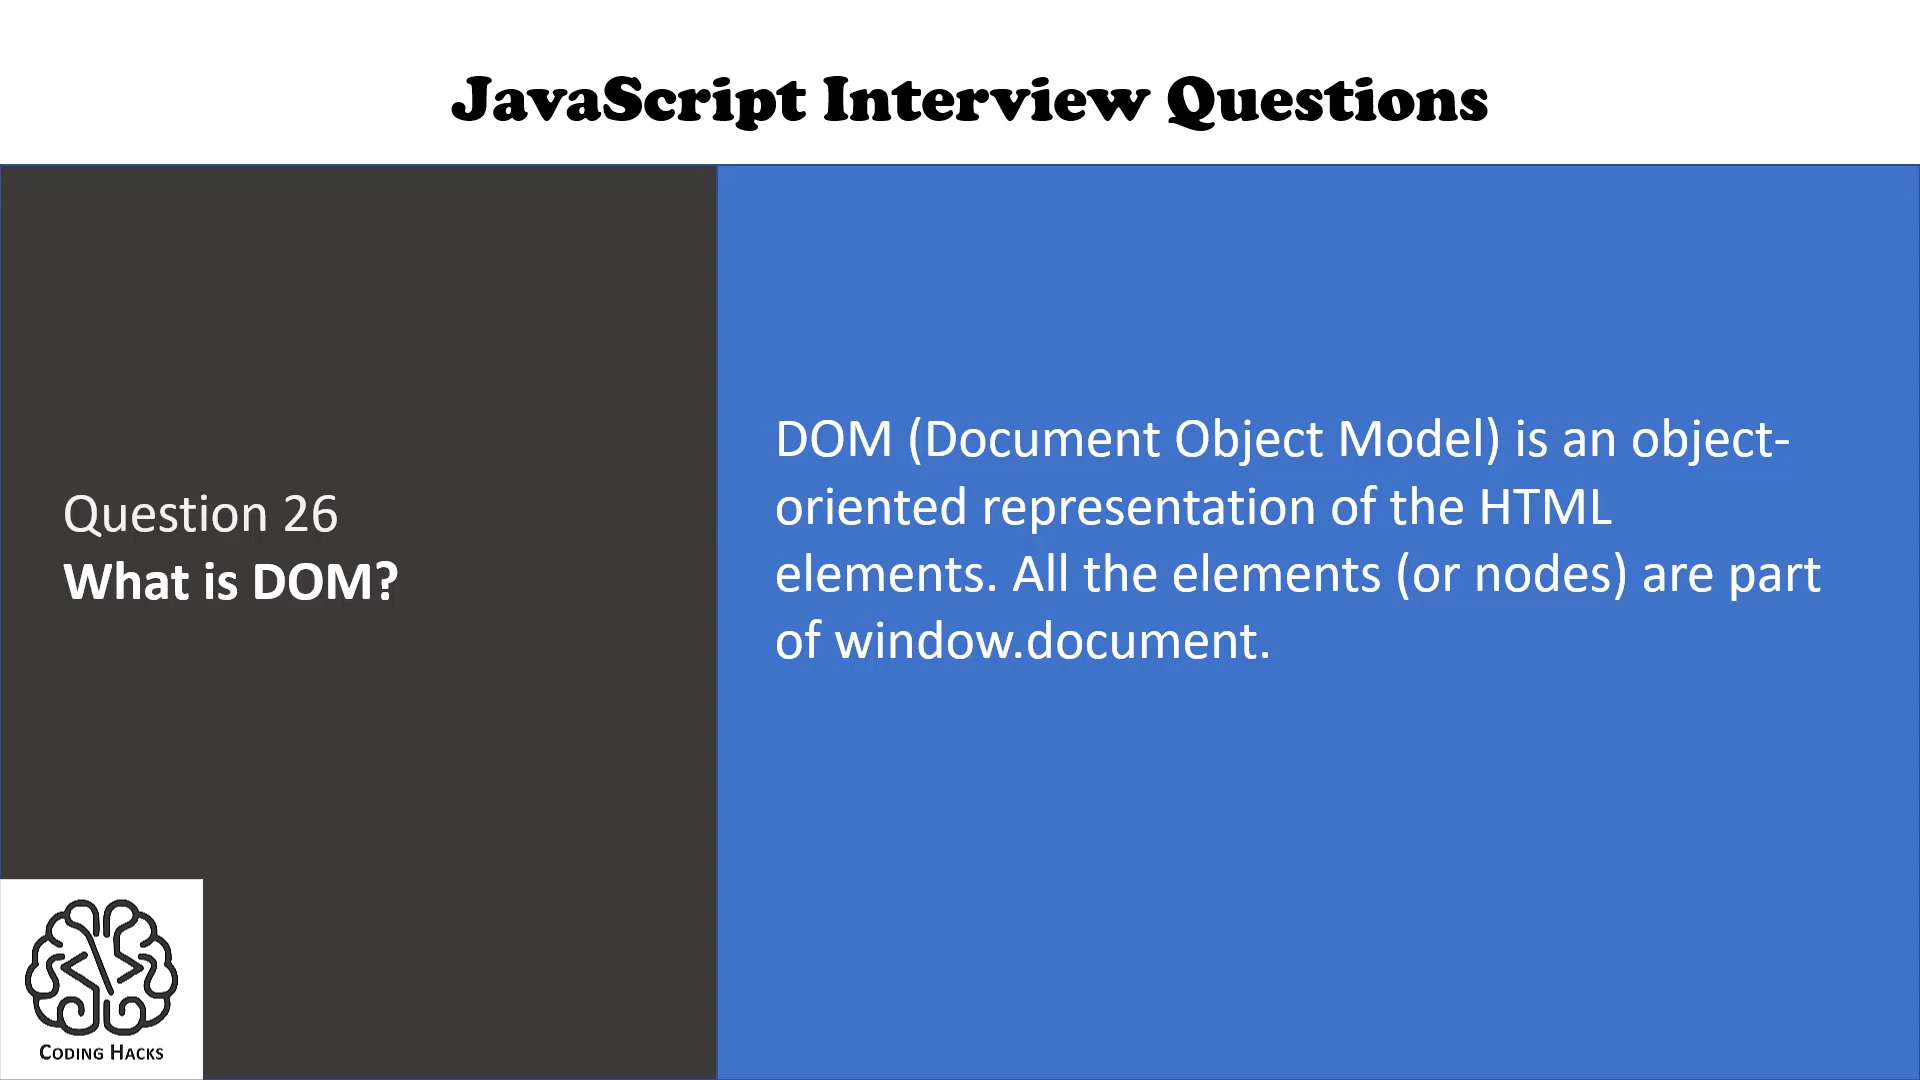 JavaScript Interview Questions
Question 26
What is DOM?
DOM (Document Object Model) is an object-
oriented representation of the HTML
elements. All the elements (or nodes) are part
of window.document.
CODING HACKS